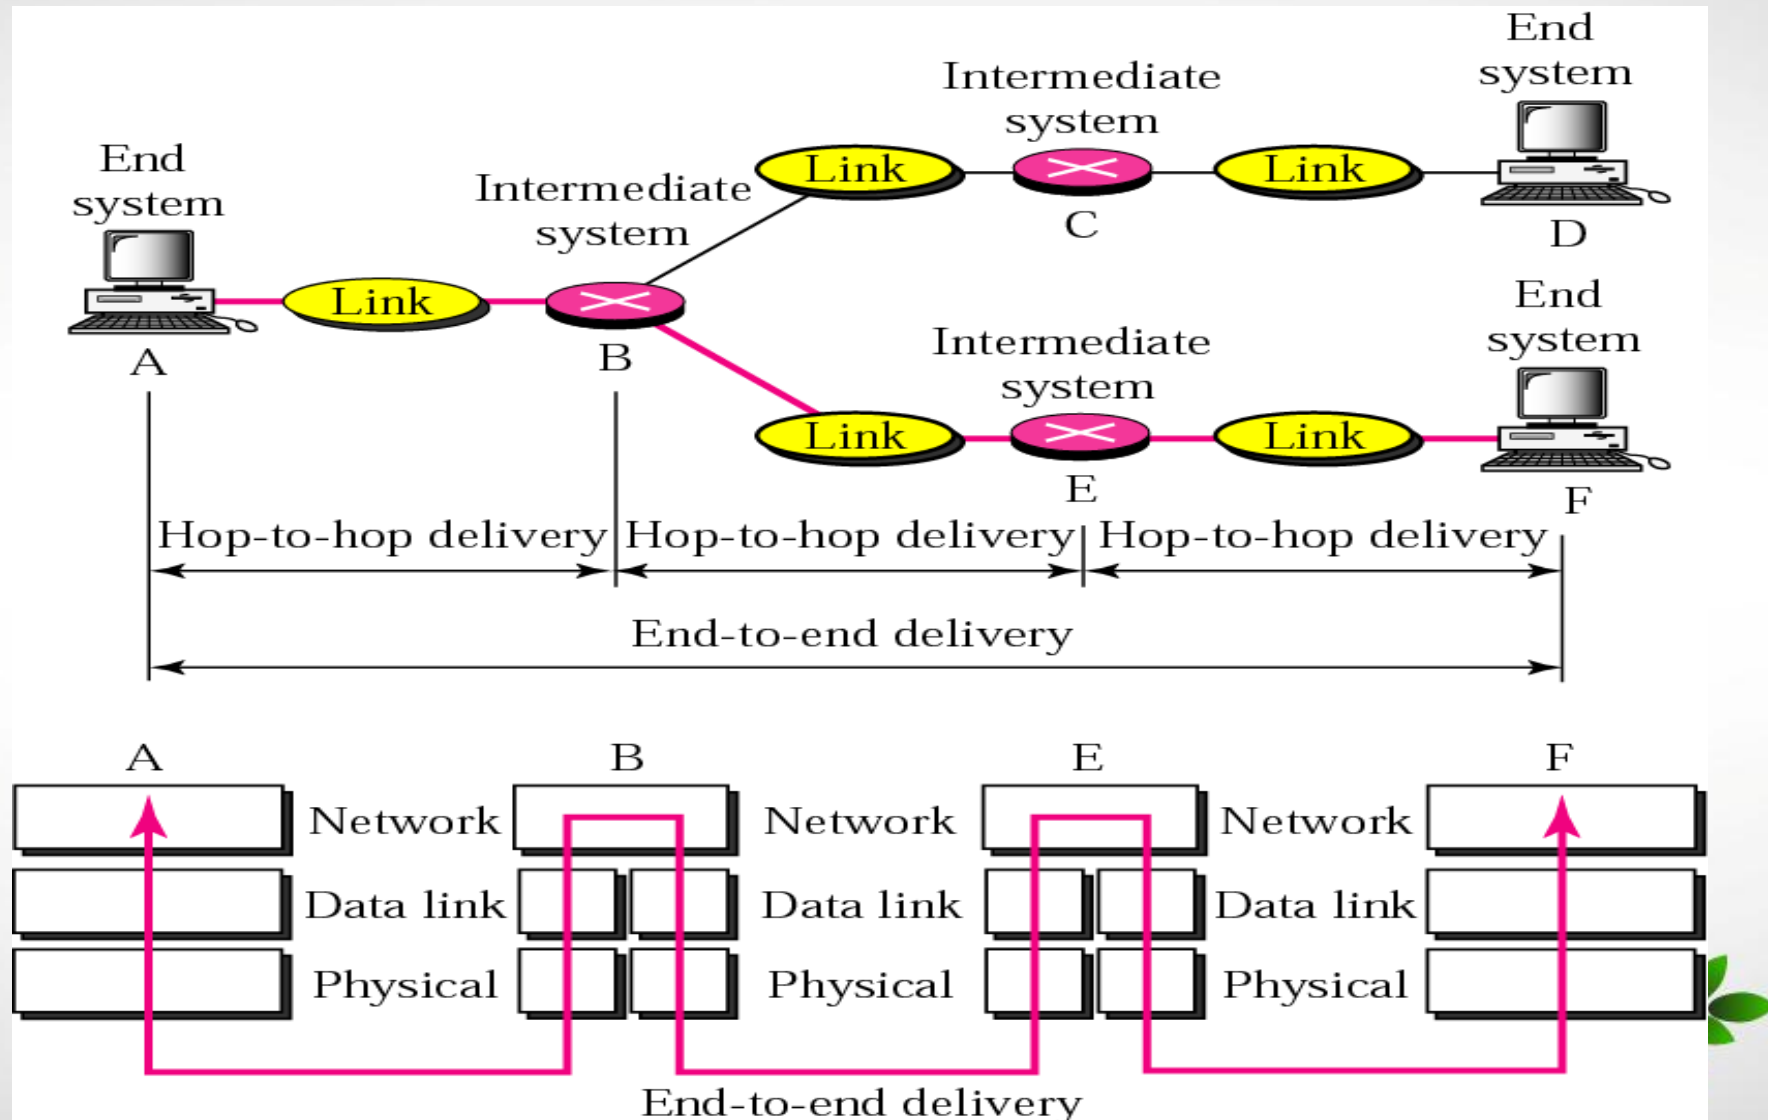 End
system
Intermediate
system
Link
Link
C
D
End
system
A
Link
Intermediate
system
B
End
system
Intermediate
system
Link
Link
E
F
Hop-to-hop delivery
Hop-to-hop delivery
Hop-to-hop delivery
End-to-end delivery
A
B
E
F
Network
Network
Network
Data link
Data link
Data link
Physical
Physical
Physical
End-to-end delivery